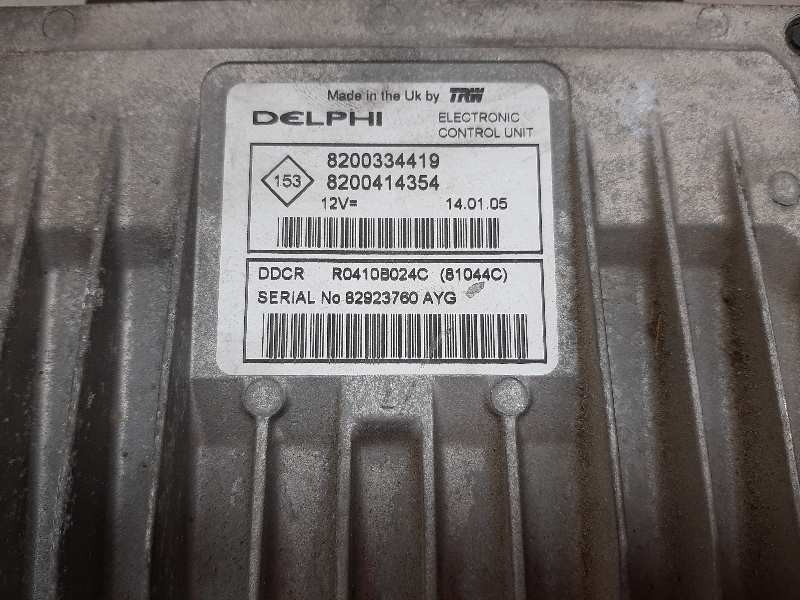 Made in the Uk by TRW
DELPHI ELECTRONIC
CONTROL UNIT
153
8200334419
8200414354
12V= 14.01.05
DDCR R0410B024C (81044C)
SERIAL No 82923760 AYG